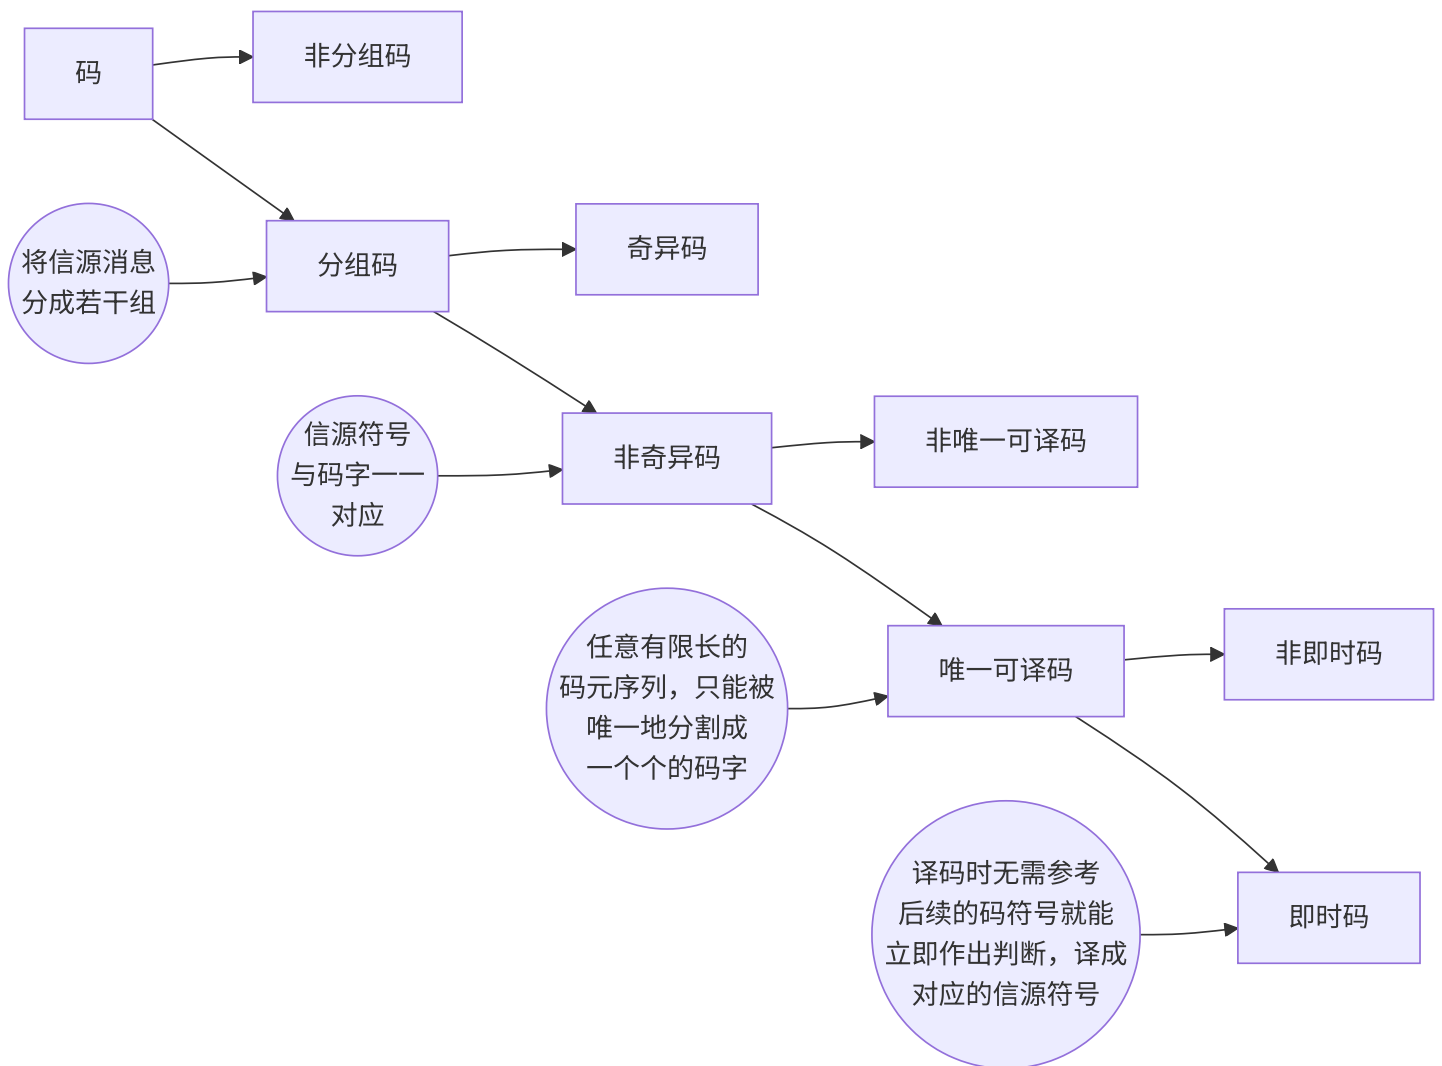 码
非分组码
将信源消息
分成若干组
分组码
奇异码
信源符号
与码字一一
对应
非奇异码
非唯一可译码
任意有限长的
码元序列，只能被
唯一地分割成
一个个的码字
唯一可译码
非即时码
译码时无需参考
后续的码符号就能
立即作出判断，译成
对应的信源符号
即时码